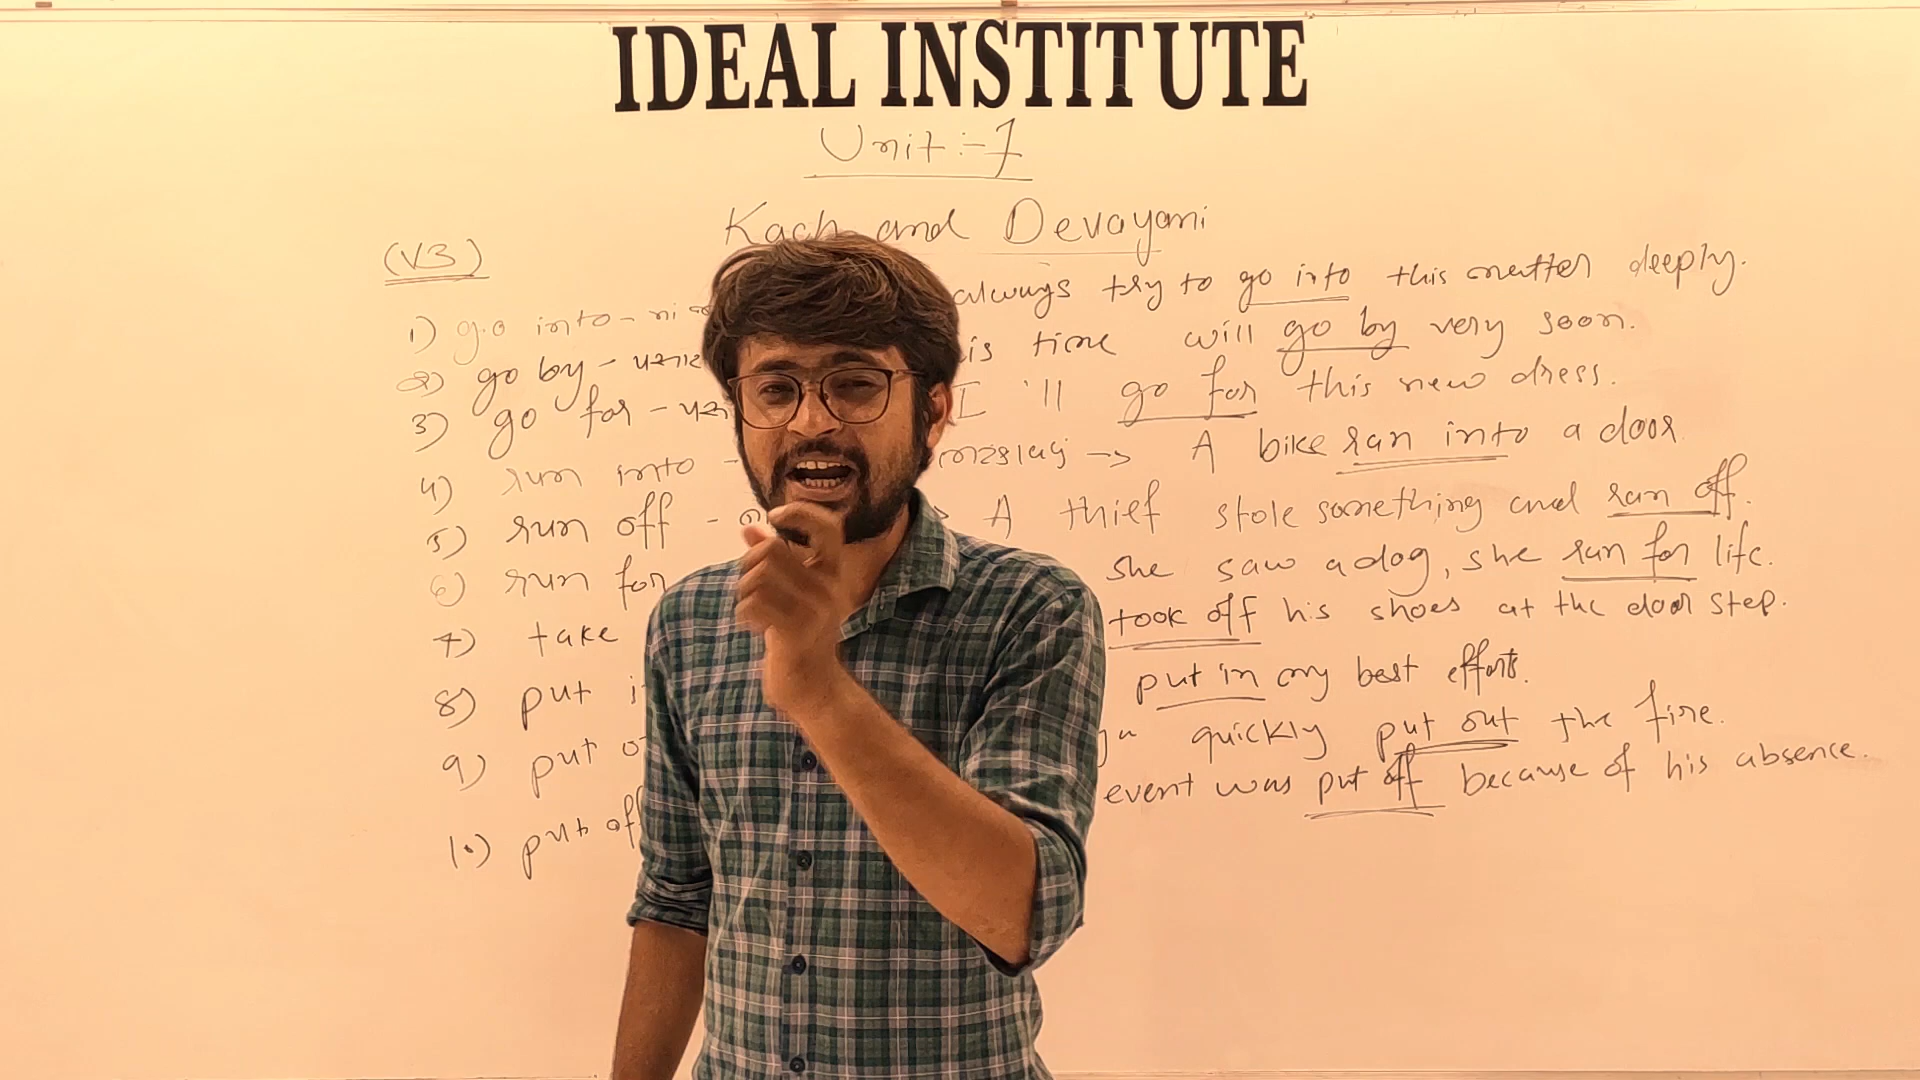 IDEAL INSTITUTE
Unit :- 7
Kach and Devayani
(V3)
1) go into - always try to go into this matter deeply.
2) go by - is time will go by very soon.
3) go for - I'll go for this new dress.
4) run into - → A bike ran into a door
5) run off - A thief stole something and ran off.
6) run for she saw a dog, she run for life.
7) take took off his shoes at the door step.
8) put put in my best efforts.
9) put quickly put out the fire.
10) put off event was put off because of his absence.